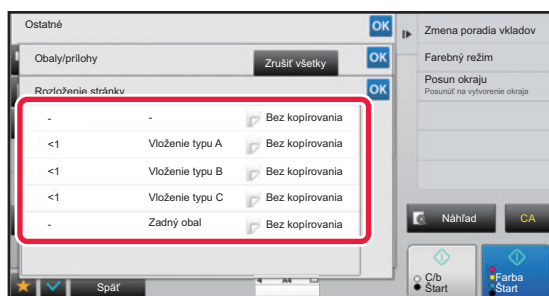 Ostatné
OK
Obaly/prílohy
Zrušiť všetky
OK
Rozloženie stránky
OK
- - Bez kopírovania
<1 Vloženie typu A Bez kopírovania
<1 Vloženie typu B Bez kopírovania
<1 Vloženie typu C Bez kopírovania
- Zadný obal Bez kopírovania
Späť
Zmena poradia vkladov
Farebný režim
Posun okraju
Posunúť na vytvorenie okraja
Náhľad
CA
C/b
Štart
Farba
Štart